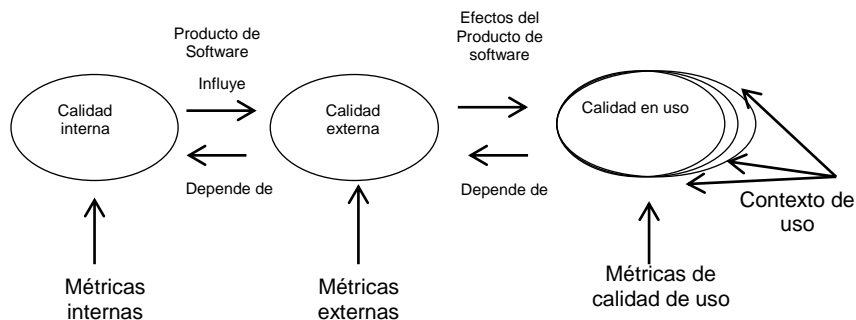 Producto de
Software
Influye
Efectos del
Producto de
software
Calidad
interna
Calidad
externa
Calidad en uso
Depende de
Depende de
Contexto de
uso
Métricas
internas
Métricas
externas
Métricas de
calidad de uso